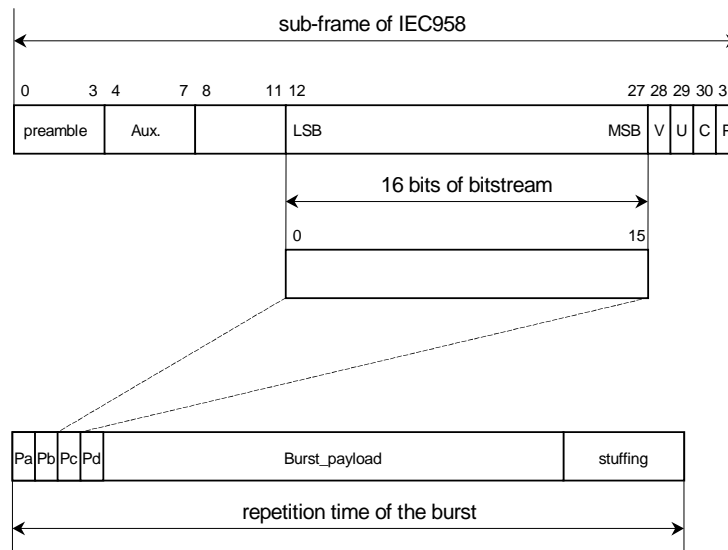 sub-frame of IEC958
0 3 4 7 8 11 12 27 28 29 30
preamble Aux. LSB MSB V U C
16 bits of bitstream
0 15
Pa Pb Pc Pd Burst_payload stuffing
repetition time of the burst